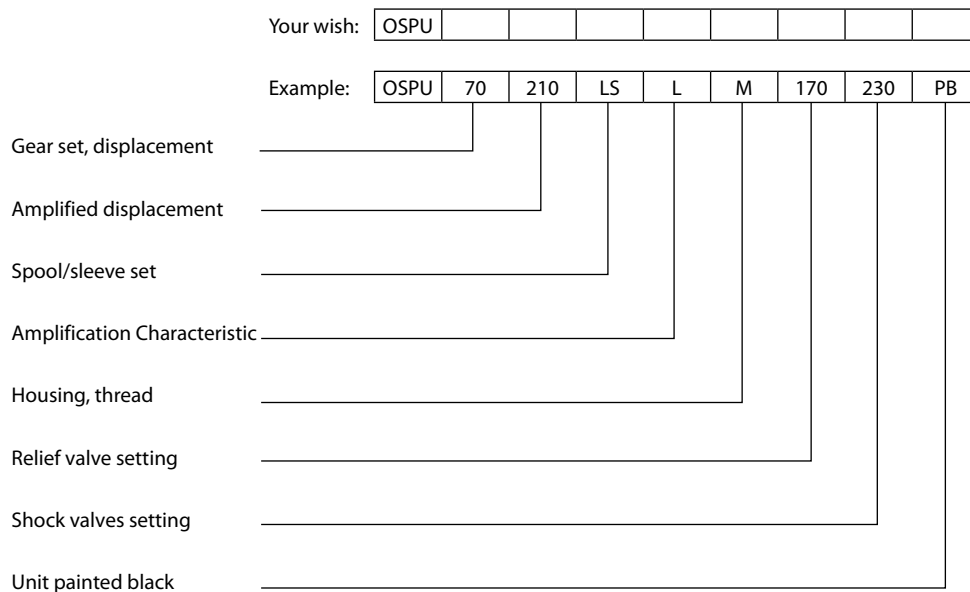 Your wish: OSPU
Example: OSPU 70 210 LS L M 170 230 PB
Gear set, displacement
Amplified displacement
Spool/sleeve set
Amplification Characteristic
Housing, thread
Relief valve setting
Shock valves setting
Unit painted black